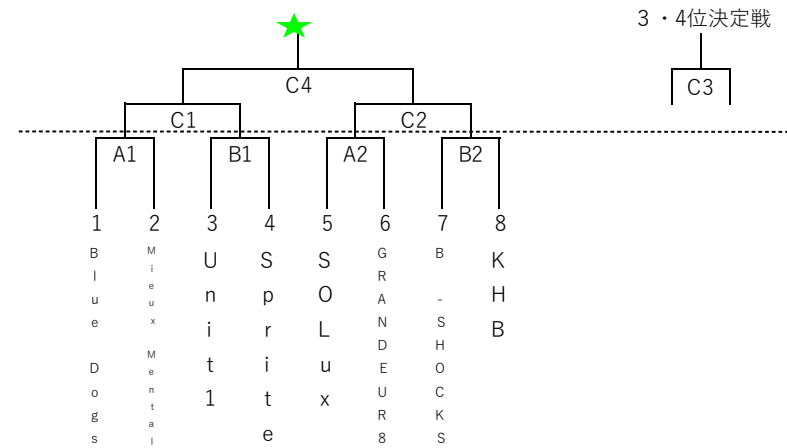 3・4位決定戦
C4
C3
C1
C2
A1
B1
A2
B2
1
2
3
4
5
6
7
8
Blue Dogs
Mieux Mental
Unit1
Sprite
SOLux
GRANDEUR8
B -SHOCKS
KHB